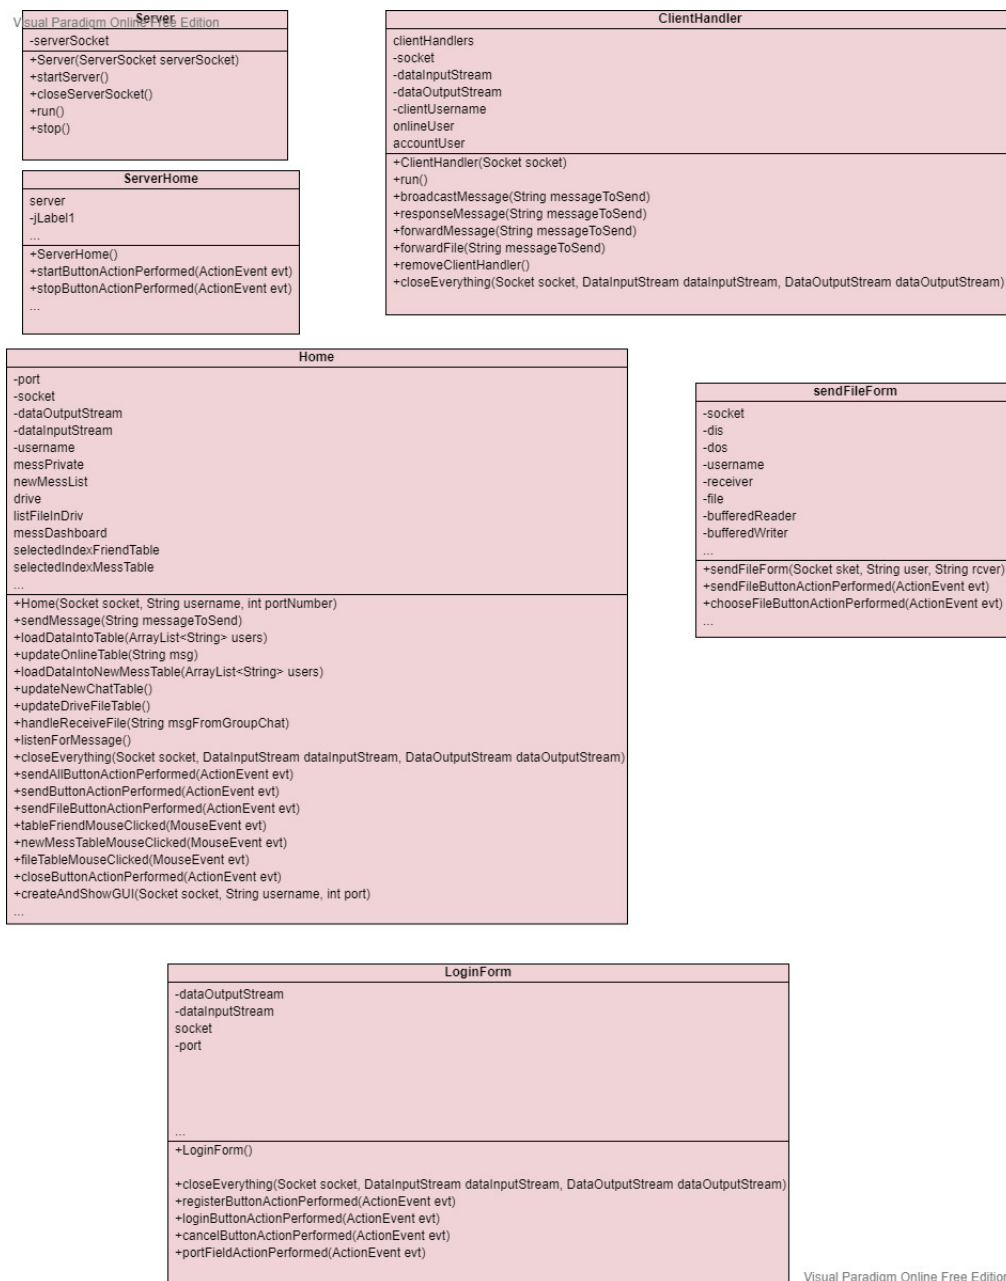 Visual Paradigm Online Free Edition
Server
-serverSocket
+Server(ServerSocket serverSocket)
+startServer()
+closeServerSocket()
+run()
+stop()
ClientHandler
clientHandlers
-socket
-dataInputStream
-dataOutputStream
-clientUsername
onlineUser
accountUser
+ClientHandler(Socket socket)
+run()
+broadcastMessage(String messageToSend)
+responseMessage(String messageToSend)
+forwardMessage(String messageToSend)
+forwardFile(String messageToSend)
+removeClientHandler()
+closeEverything(Socket socket, DataInputStream dataInputStream, DataOutputStream dataOutputStream)
ServerHome
server
-jLabel1
...
+ServerHome()
+startButtonActionPerformed(ActionEvent evt)
+stopButtonActionPerformed(ActionEvent evt)
...
Home
-port
-socket
-dataOutputStream
-dataInputStream
-username
messPrivate
newMessList
drive
listFileInDriv
messDashboard
selectedIndexFriendTable
selectedIndexMessTable
...
+Home(Socket socket, String username, int portNumber)
+sendMessage(String messageToSend)
+loadDataIntoTable(ArrayList<String> users)
+updateOnlineTable(String msg)
+loadDataIntoNewMessTable(ArrayList<String> users)
+updateNewChatTable()
+updateDriveFileTable()
+handleReceiveFile(String msgFromGroupChat)
+listenForMessage()
+closeEverything(Socket socket, DataInputStream dataInputStream, DataOutputStream dataOutputStream)
+sendAllButtonActionPerformed(ActionEvent evt)
+sendButtonActionPerformed(ActionEvent evt)
+sendFileButtonActionPerformed(ActionEvent evt)
+tableFriendMouseClicked(MouseEvent evt)
+newMessTableMouseClicked(MouseEvent evt)
+fileTableMouseClicked(MouseEvent evt)
+closeButtonActionPerformed(ActionEvent evt)
+createAndShowGUI(Socket socket, String username, int port)
...
sendFileForm
-socket
-dis
-dos
-username
-receiver
-file
-bufferedReader
-bufferedWriter
...
+sendFileForm(Socket sket, String user, String rcver)
+sendFileButtonActionPerformed(ActionEvent evt)
+chooseFileButtonActionPerformed(ActionEvent evt)
...
LoginForm
-dataOutputStream
-dataInputStream
socket
-port
...
+LoginForm()
+closeEverything(Socket socket, DataInputStream dataInputStream, DataOutputStream dataOutputStream)
+registerButtonActionPerformed(ActionEvent evt)
+loginButtonActionPerformed(ActionEvent evt)
+cancelButtonActionPerformed(ActionEvent evt)
+portFieldActionPerformed(ActionEvent evt)
Visual Paradigm Online Free Edition